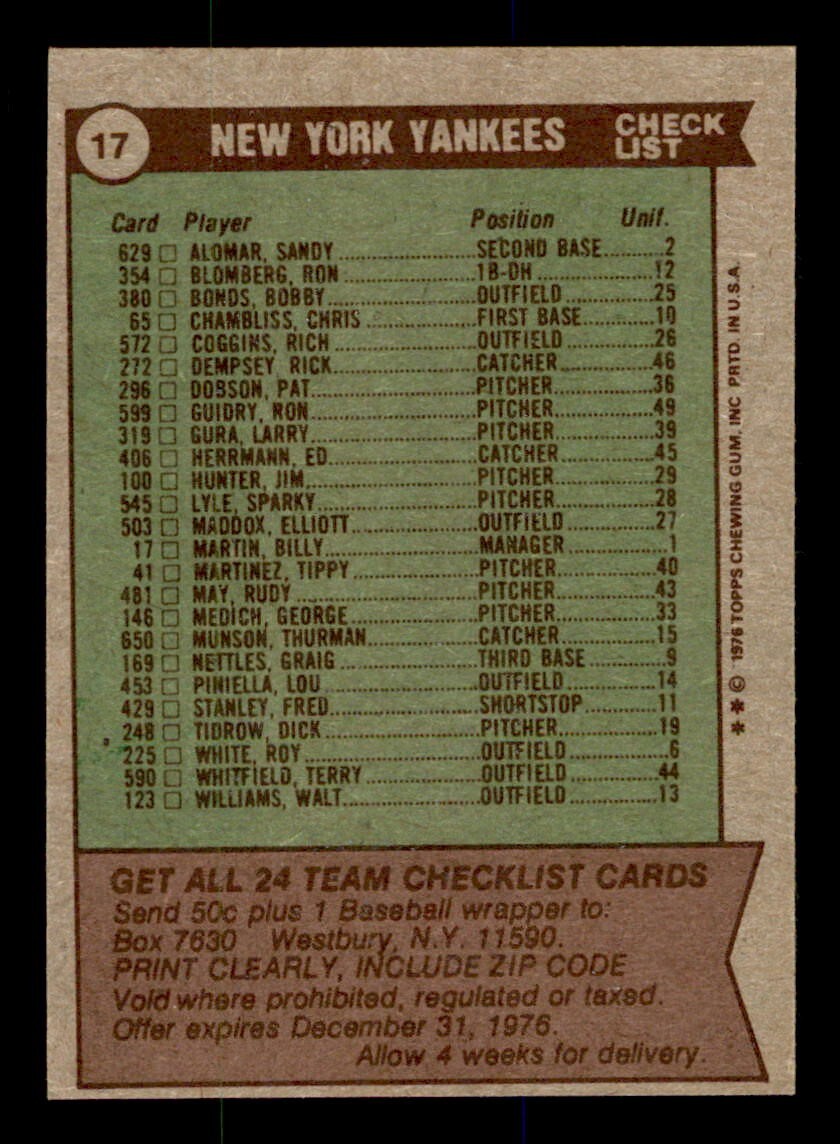 17 NEW YORK YANKEES CHECK LIST
Card Player Position Unif.
629 ☐ ALOMAR, SANDY SECOND BASE 2
354 ☐ BLOMBERG, RON 1B-DH 12
380 ☐ BONDS, BOBBY OUTFIELD 25
65 ☐ CHAMBLISS, CHRIS FIRST BASE 10
572 ☐ COGGINS, RICH OUTFIELD 26
272 ☐ DEMPSEY, RICK CATCHER 46
296 ☐ DOBSON, PAT PITCHER 36
599 ☐ GUIDRY, RON PITCHER 49
319 ☐ GURA, LARRY PITCHER 39
406 ☐ HERRMANN, ED CATCHER 45
100 ☐ HUNTER, JIM PITCHER 29
545 ☐ LYLE, SPARKY PITCHER 28
503 ☐ MADDOX, ELLIOTT OUTFIELD 27
17 ☐ MARTIN, BILLY MANAGER 1
41 ☐ MARTINEZ, TIPPY PITCHER 40
481 ☐ MAY, RUDY PITCHER 43
146 ☐ MEDICH, GEORGE PITCHER 33
650 ☐ MUNSON, THURMAN CATCHER 15
169 ☐ NETTLES, GRAIG THIRD BASE 9
453 ☐ PINIELLA, LOU OUTFIELD 14
429 ☐ STANLEY, FRED SHORTSTOP 11
248 ☐ TIDROW, DICK PITCHER 19
225 ☐ WHITE, ROY OUTFIELD 6
590 ☐ WHITFIELD, TERRY OUTFIELD 44
123 ☐ WILLIAMS, WALT OUTFIELD 13
** © 1976 TOPPS CHEWING GUM, INC PRTD. IN U.S.A.
GET ALL 24 TEAM CHECKLIST CARDS
Send 50c plus 1 Baseball wrapper to:
Box 7630 Westbury, N.Y. 11590.
PRINT CLEARLY, INCLUDE ZIP CODE
Void where prohibited, regulated or taxed.
Offer expires December 31, 1976.
Allow 4 weeks for delivery.